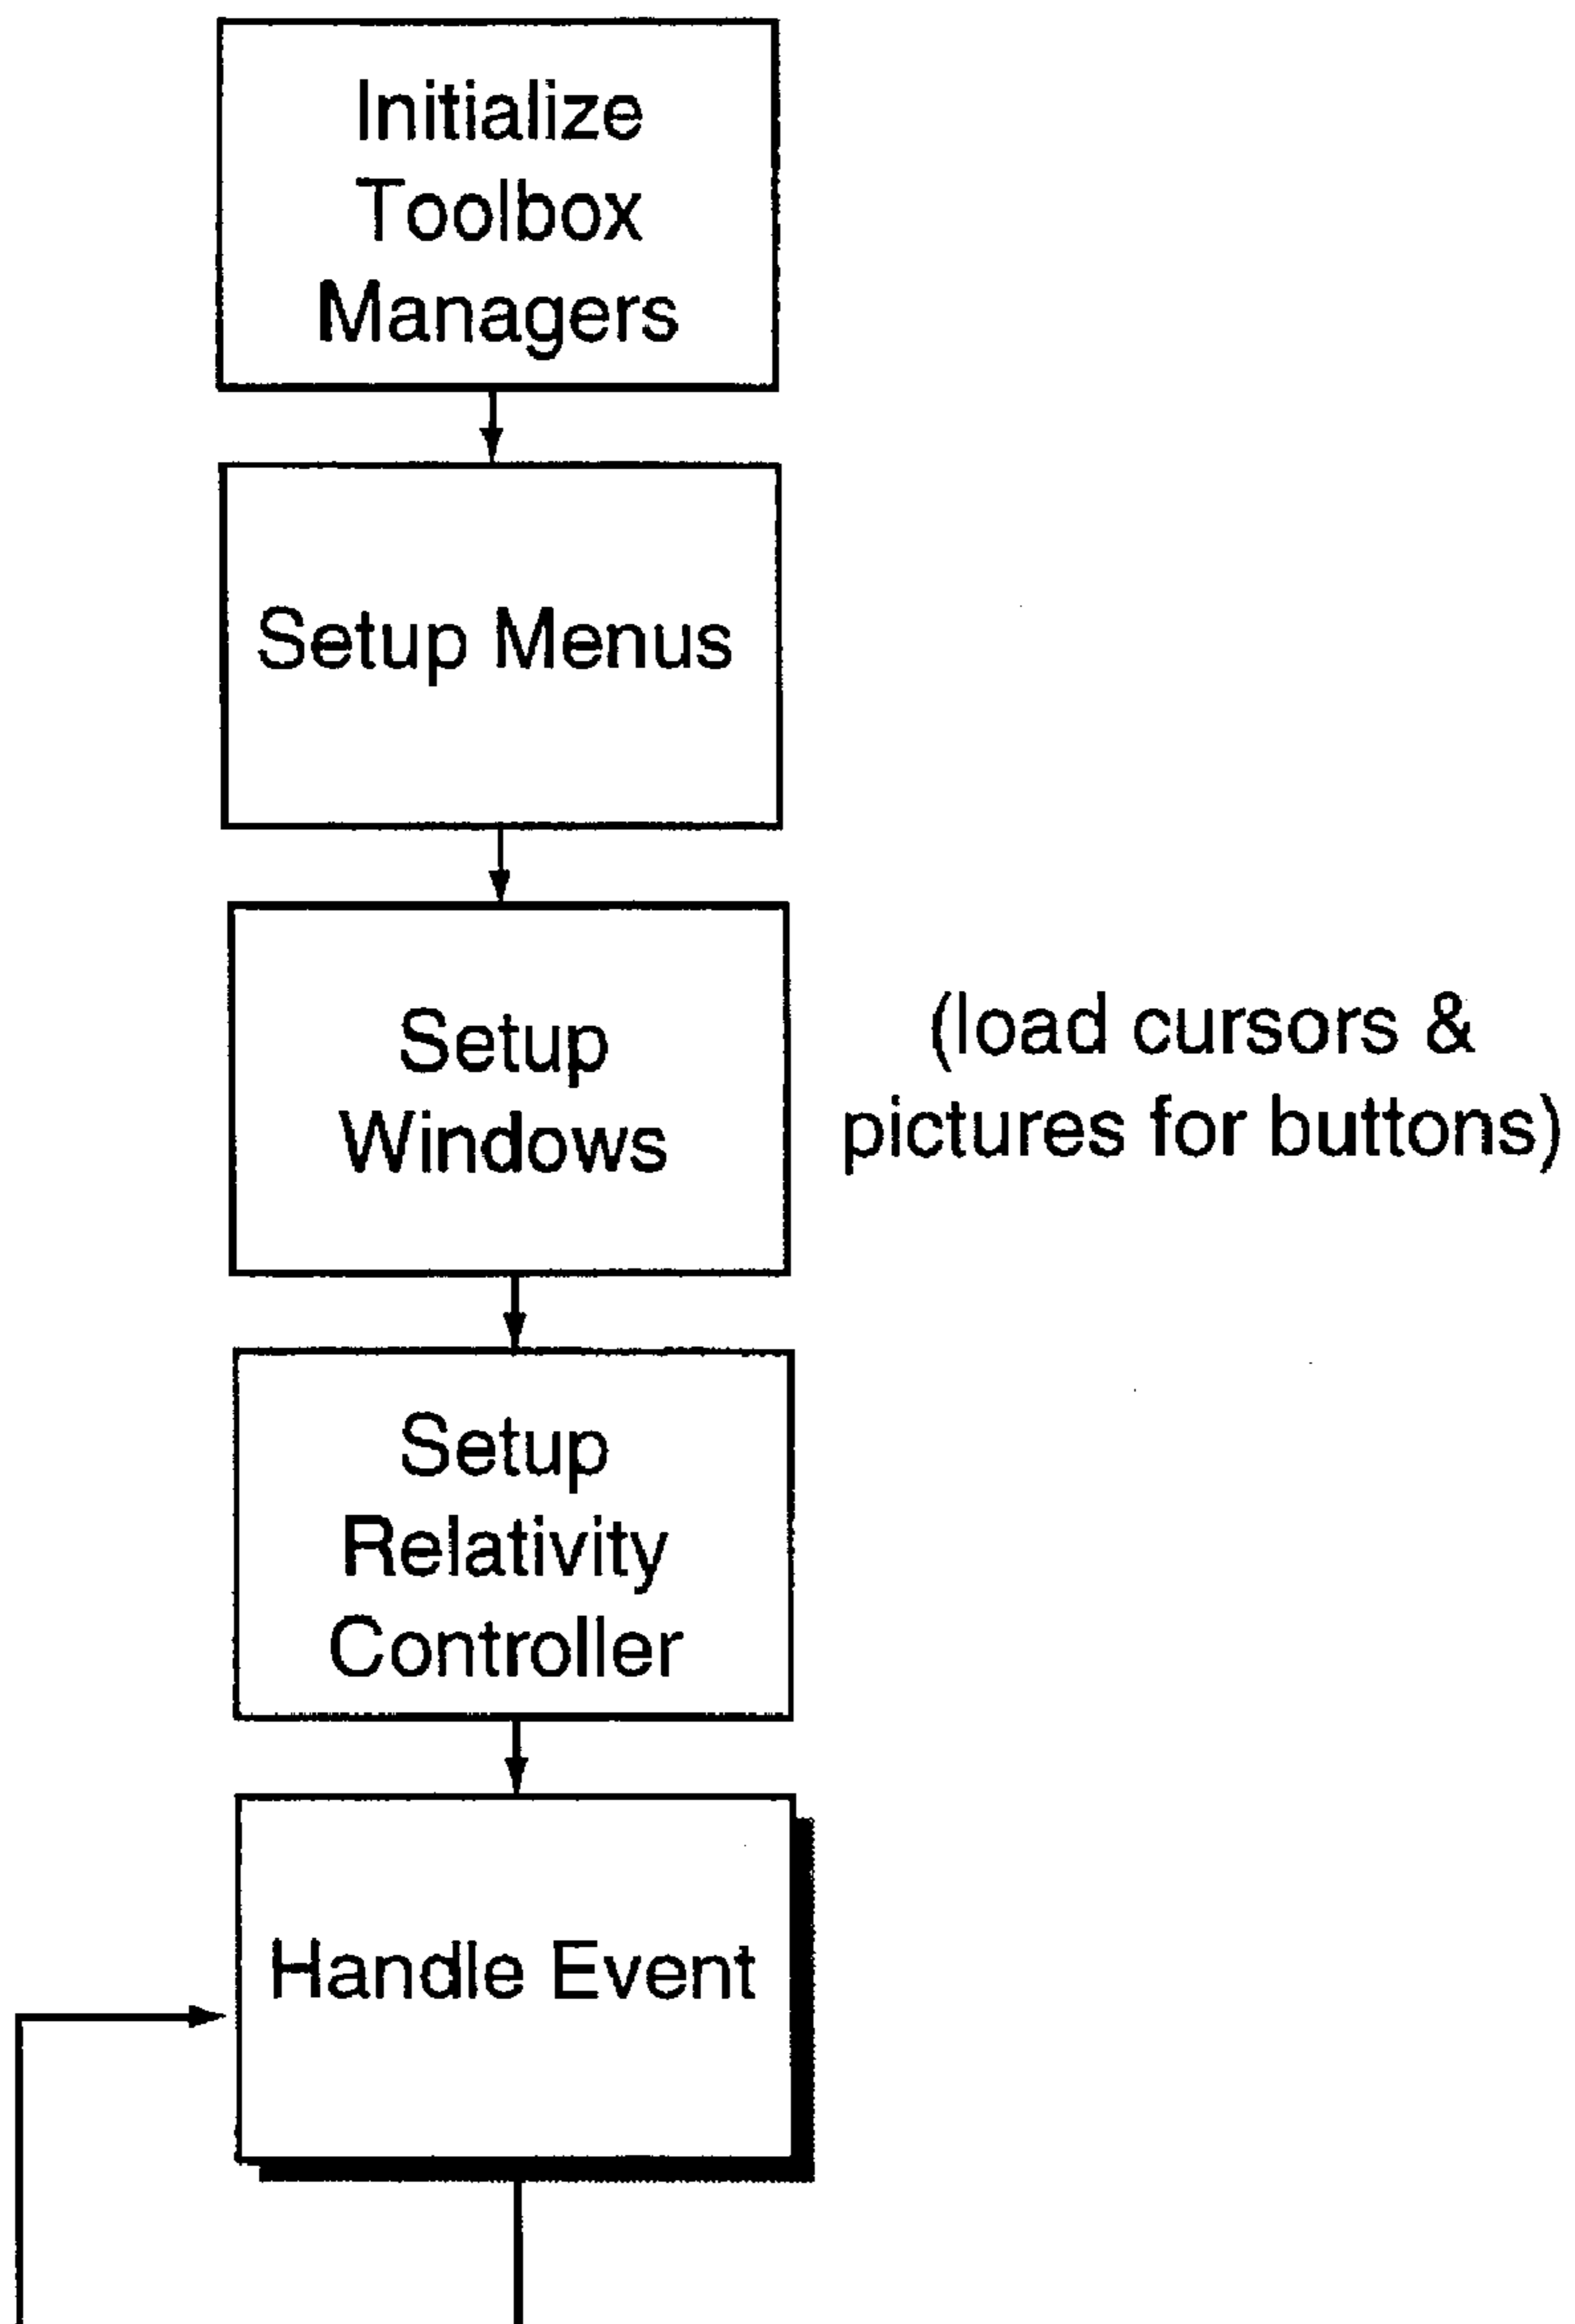 Initialize
Toolbox
Managers
Setup Menus
Setup
Windows
(load cursors &
pictures for buttons)
Setup
Relativity
Controller
Handle Event